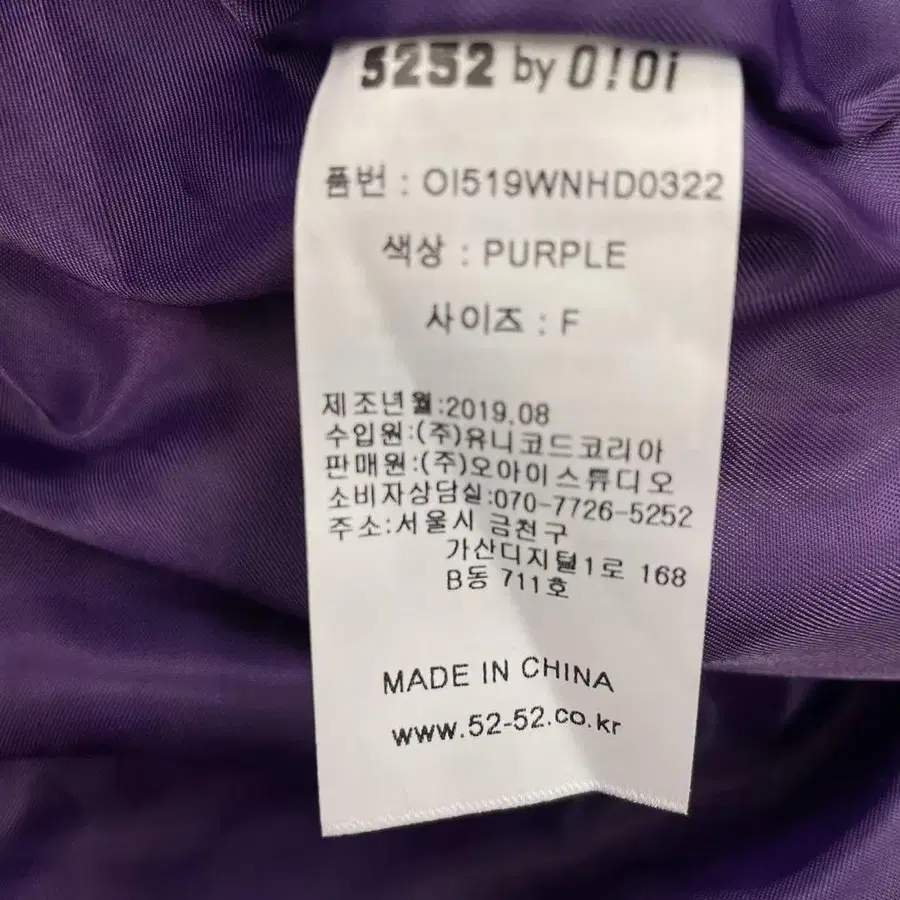 5252 by O!Oi
품번 : OI519WNHD0322
색상 : PURPLE
사이즈 : F
제조년월:2019.08
수입원:(주)유니코드코리아
판매원:(주)오아이스튜디오
소비자상담실:070-7726-5252
주소:서울시 금천구
가산디지털1로 168
B동 711호
MADE IN CHINA
www.52-52.co.kr